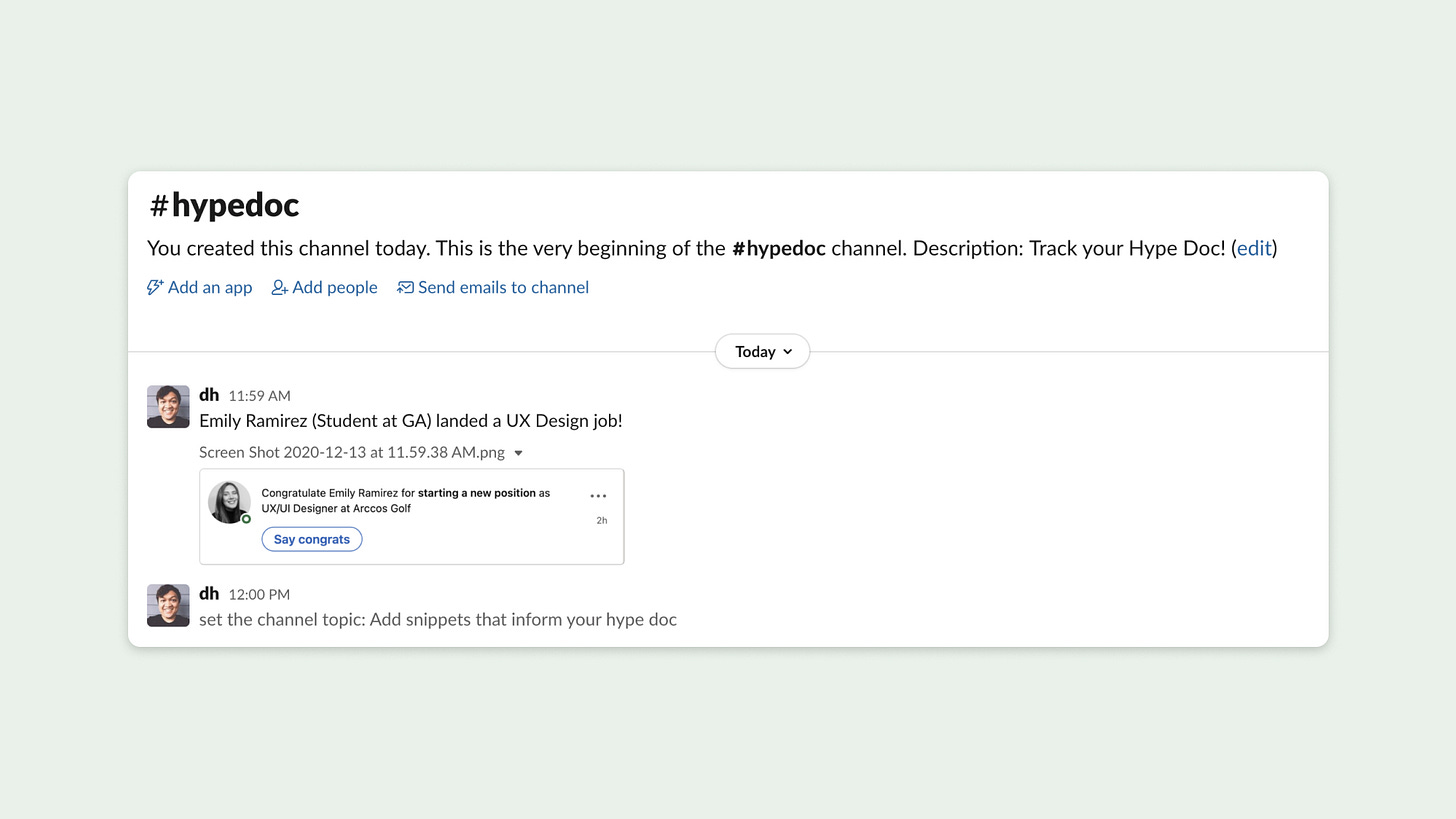 #hypedoc
You created this channel today. This is the very beginning of the #hypedoc channel. Description: Track your Hype Doc! (edit)
Add an app Add people Send emails to channel
Today
dh 11:59 AM
Emily Ramirez (Student at GA) landed a UX Design job!
Screen Shot 2020-12-13 at 11.59.38 AM.png
Congratulate Emily Ramirez for starting a new position as
UX/UI Designer at Arccos Golf
2h
Say congrats
dh 12:00 PM
set the channel topic: Add snippets that inform your hype doc